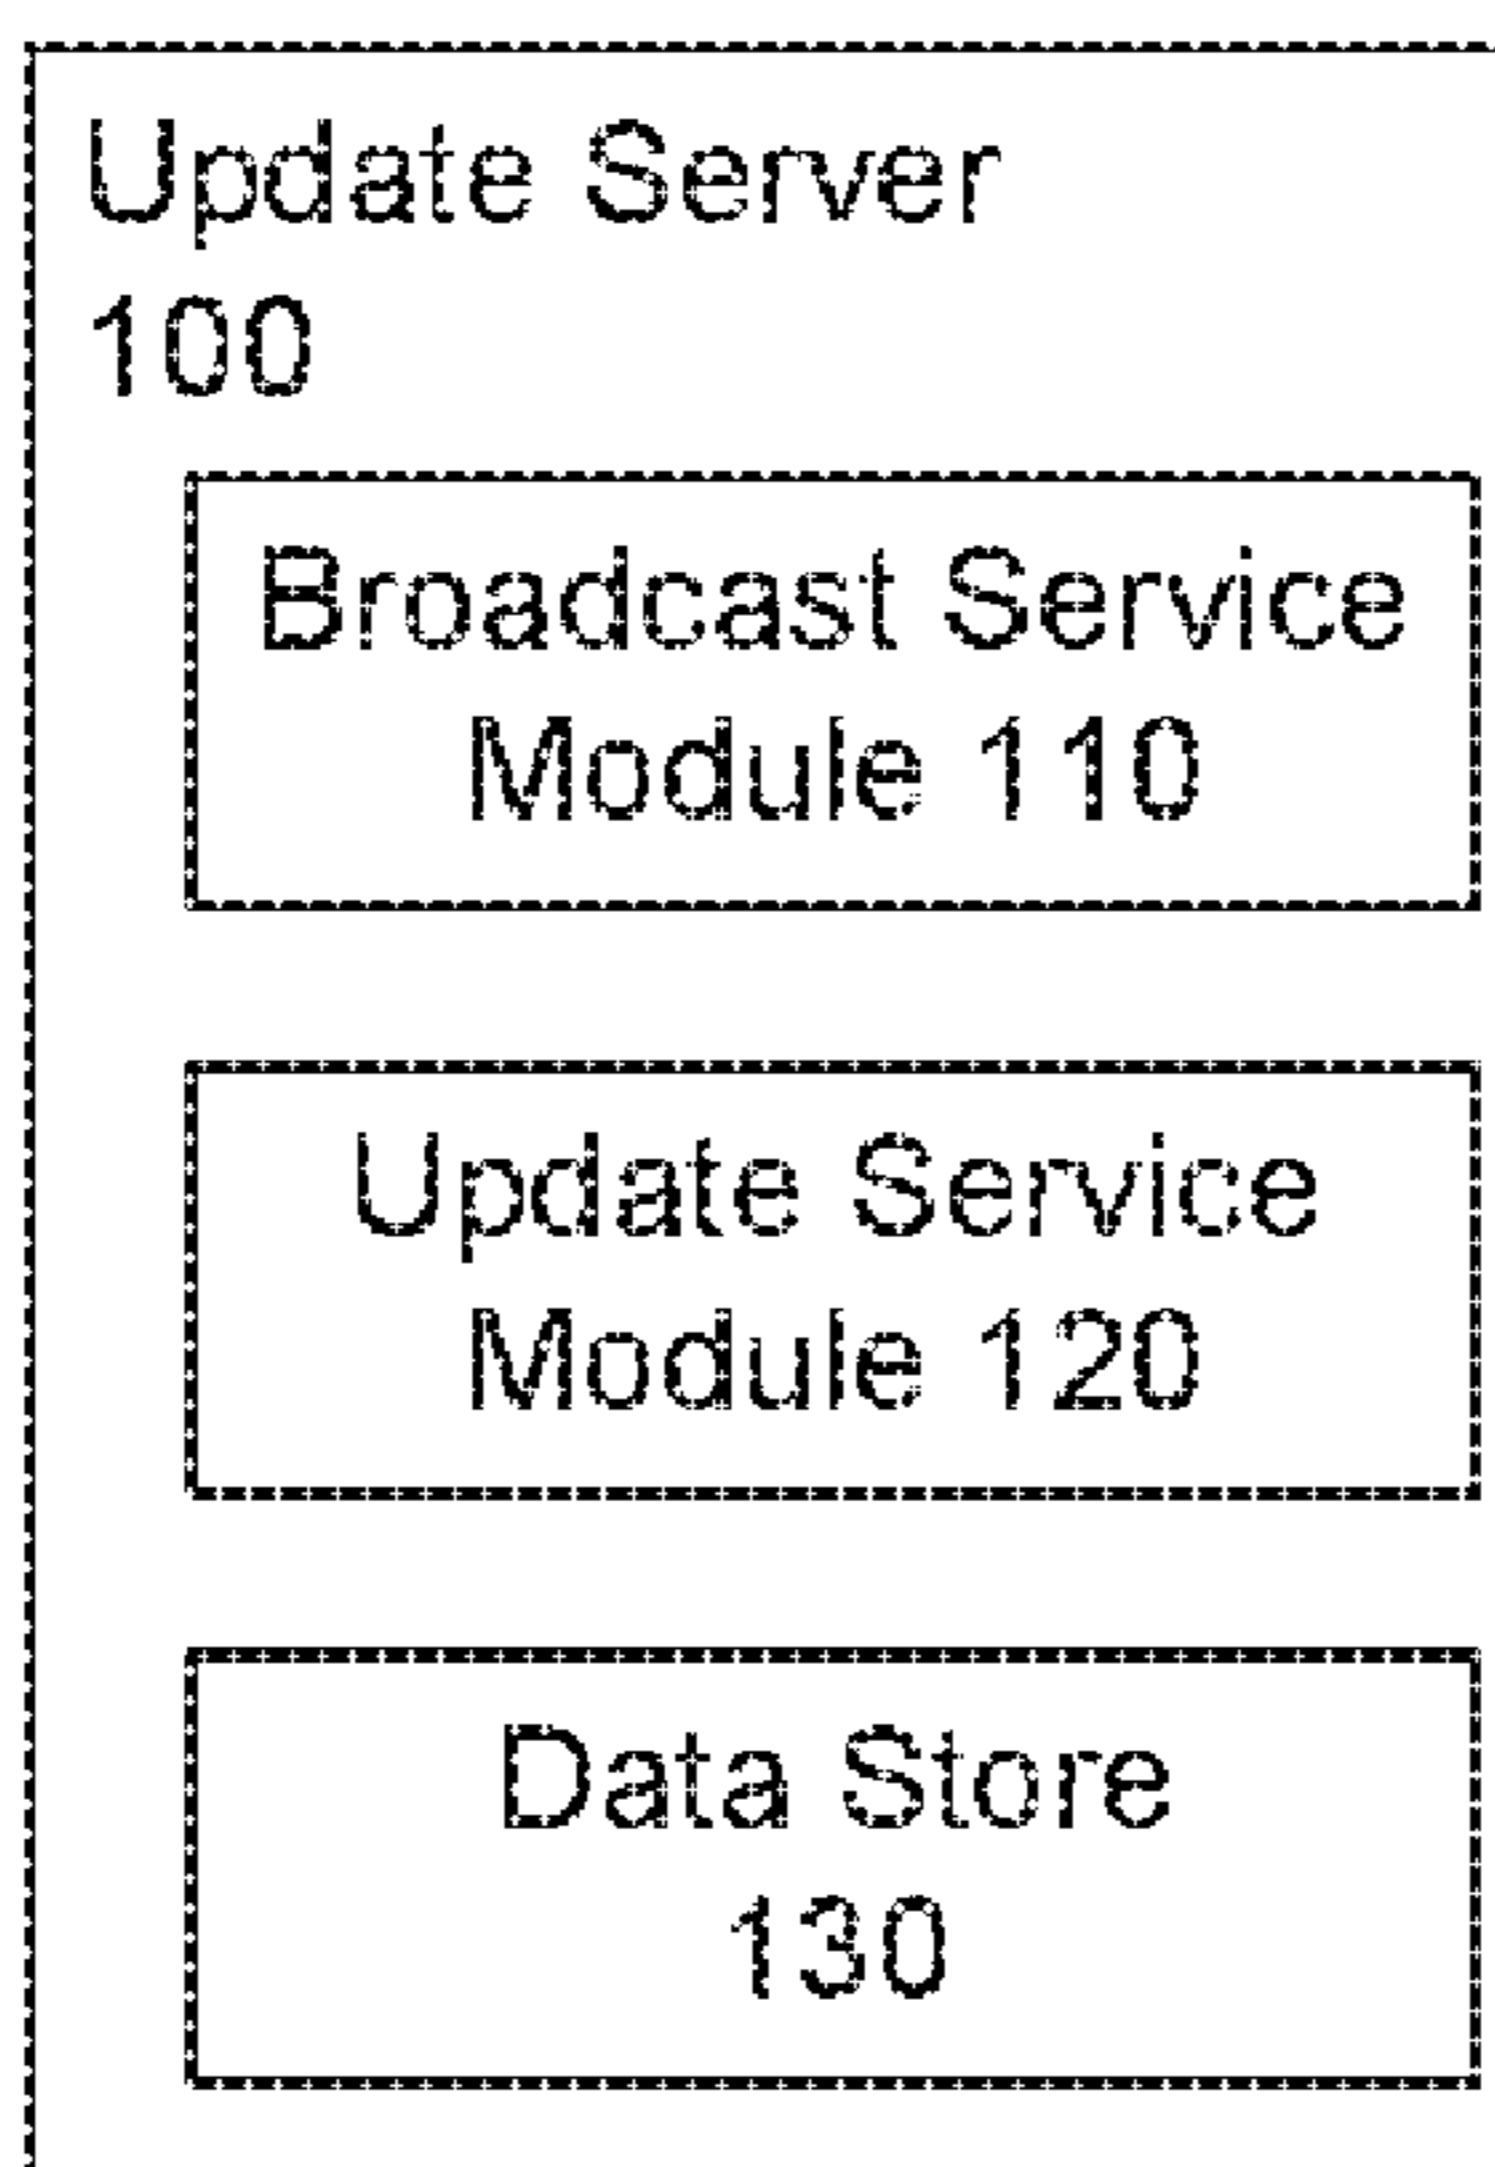 Update Server
100
Broadcast Service
Module 110
Update Service
Module 120
Data Store
130